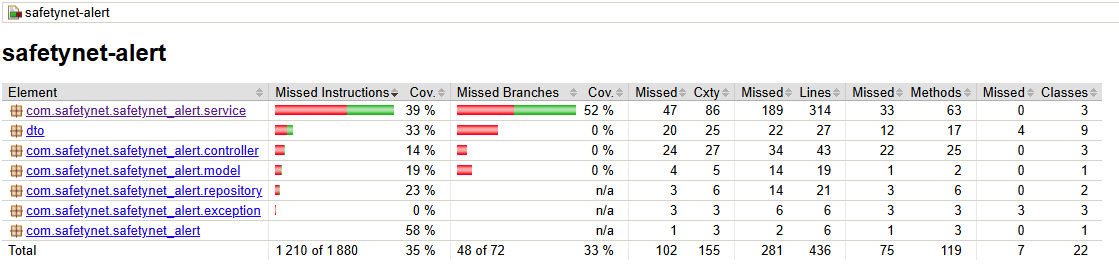 safetynet-alert
safetynet-alert
Element Missed Instructions Cov. Missed Branches Cov. Missed Cxty Missed Lines Missed Methods Missed Classes
com.safetynet.safetynet_alert.service 39 % 52 % 47 86 189 314 33 63 0 3
dto 33 % 0 % 20 25 22 27 12 17 4 9
com.safetynet.safetynet_alert.controller 14 % 0 % 24 27 34 43 22 25 0 3
com.safetynet.safetynet_alert.model 19 % 0 % 4 5 14 19 1 2 0 1
com.safetynet.safetynet_alert.repository 23 % n/a 3 6 14 21 3 6 0 2
com.safetynet.safetynet_alert.exception 0 % n/a 3 3 6 6 3 3 3 3
com.safetynet.safetynet_alert 58 % n/a 1 3 2 6 1 3 0 1
Total 1 210 of 1 880 35 % 48 of 72 33 % 102 155 281 436 75 119 7 22